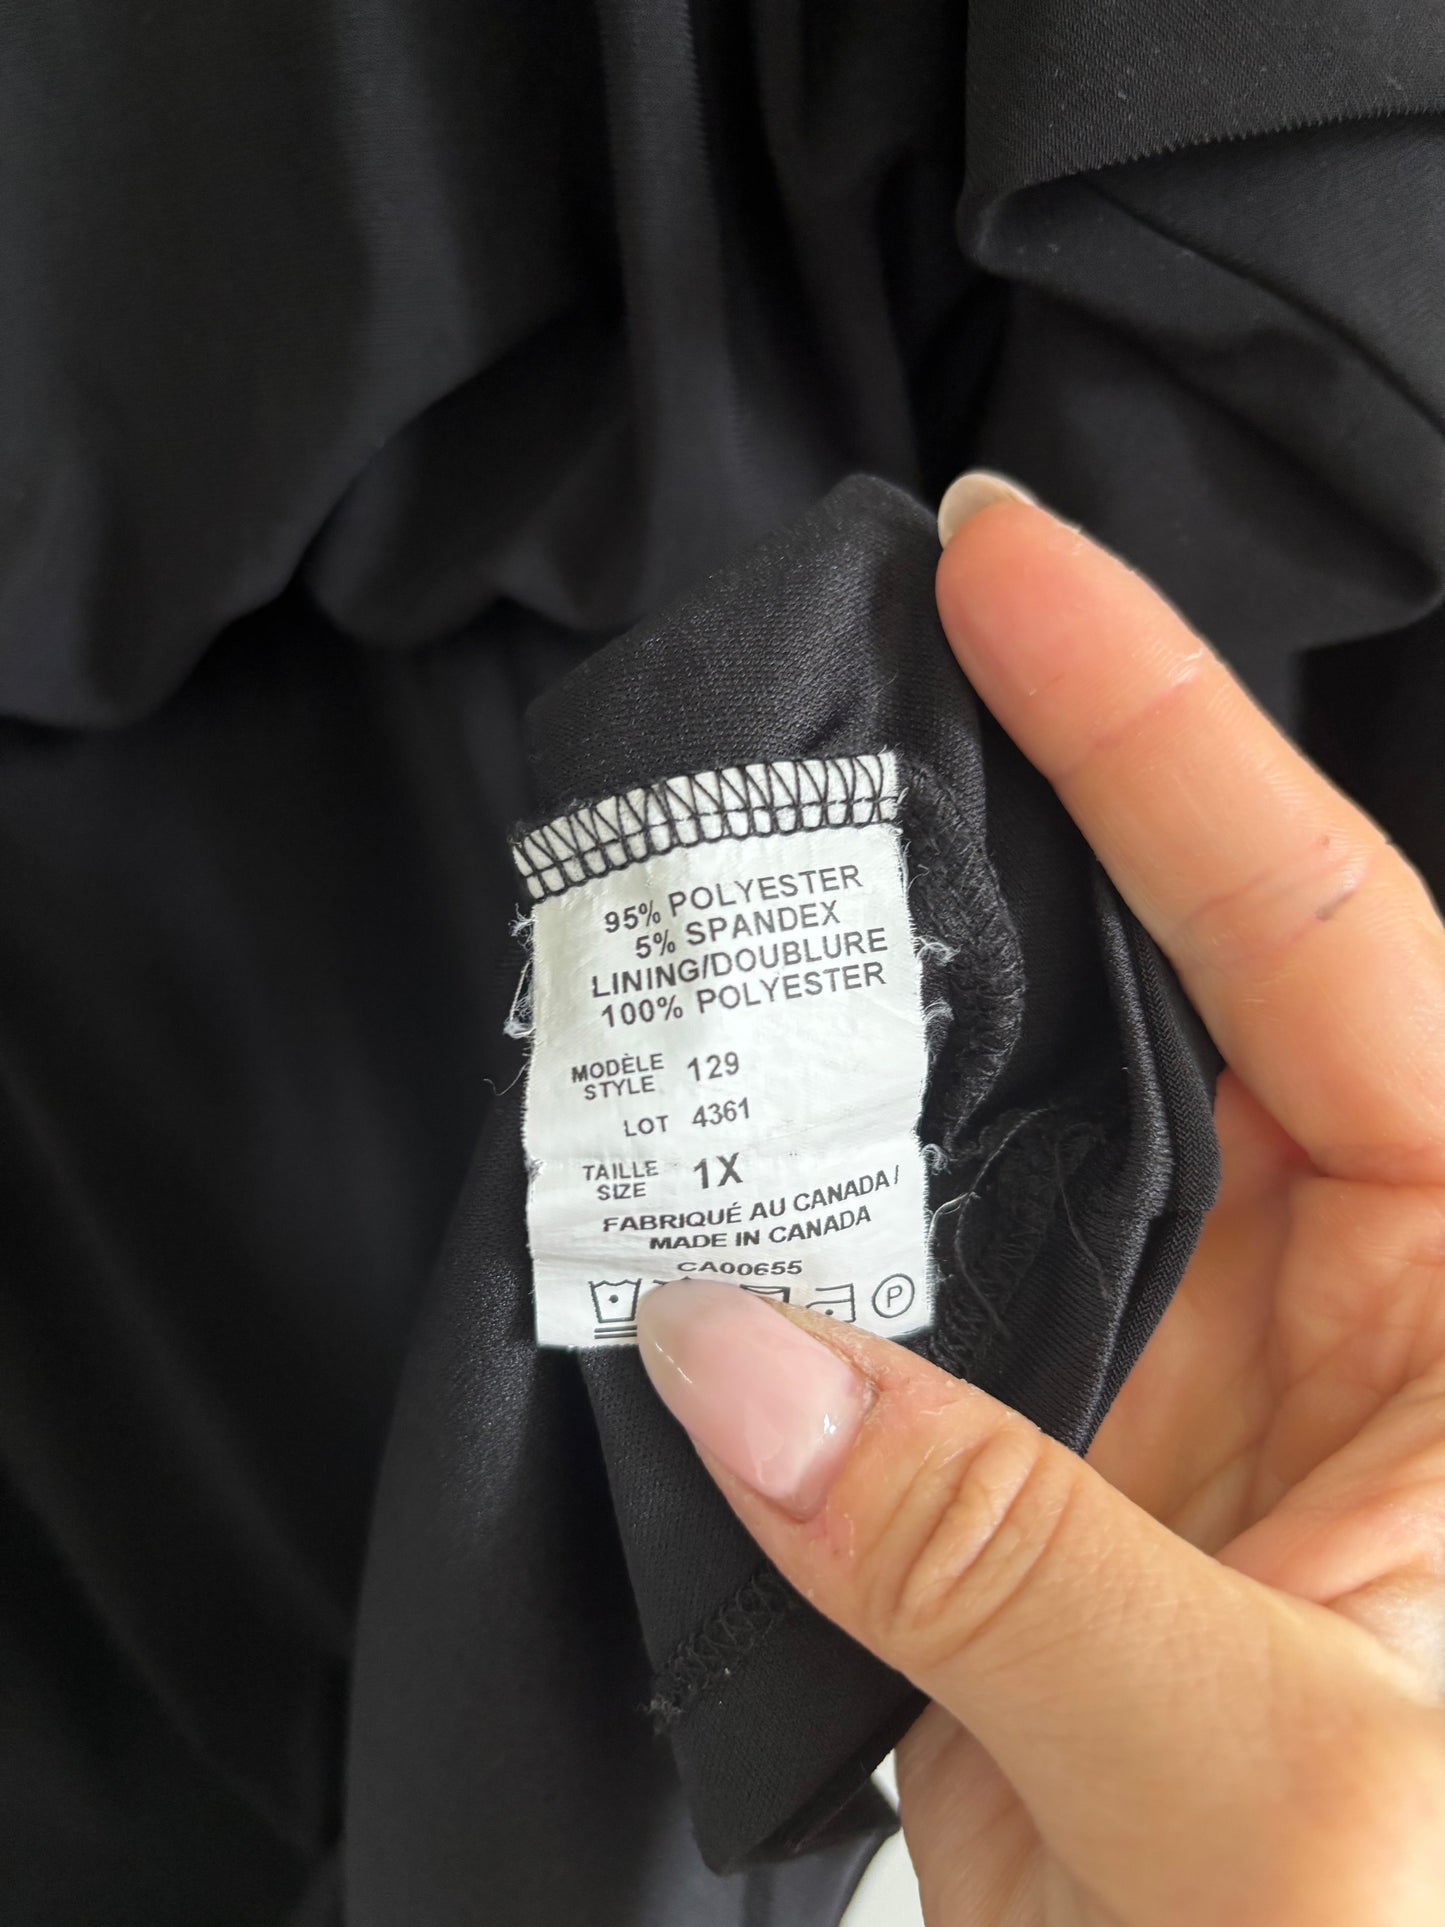 95% POLYESTER
5% SPANDEX
LINING/DOUBLURE
100% POLYESTER
MODÈLE
STYLE 129
LOT 4361
TAILLE
SIZE 1X
FABRIQUÉ AU CANADA/
MADE IN CANADA
CA00655
P